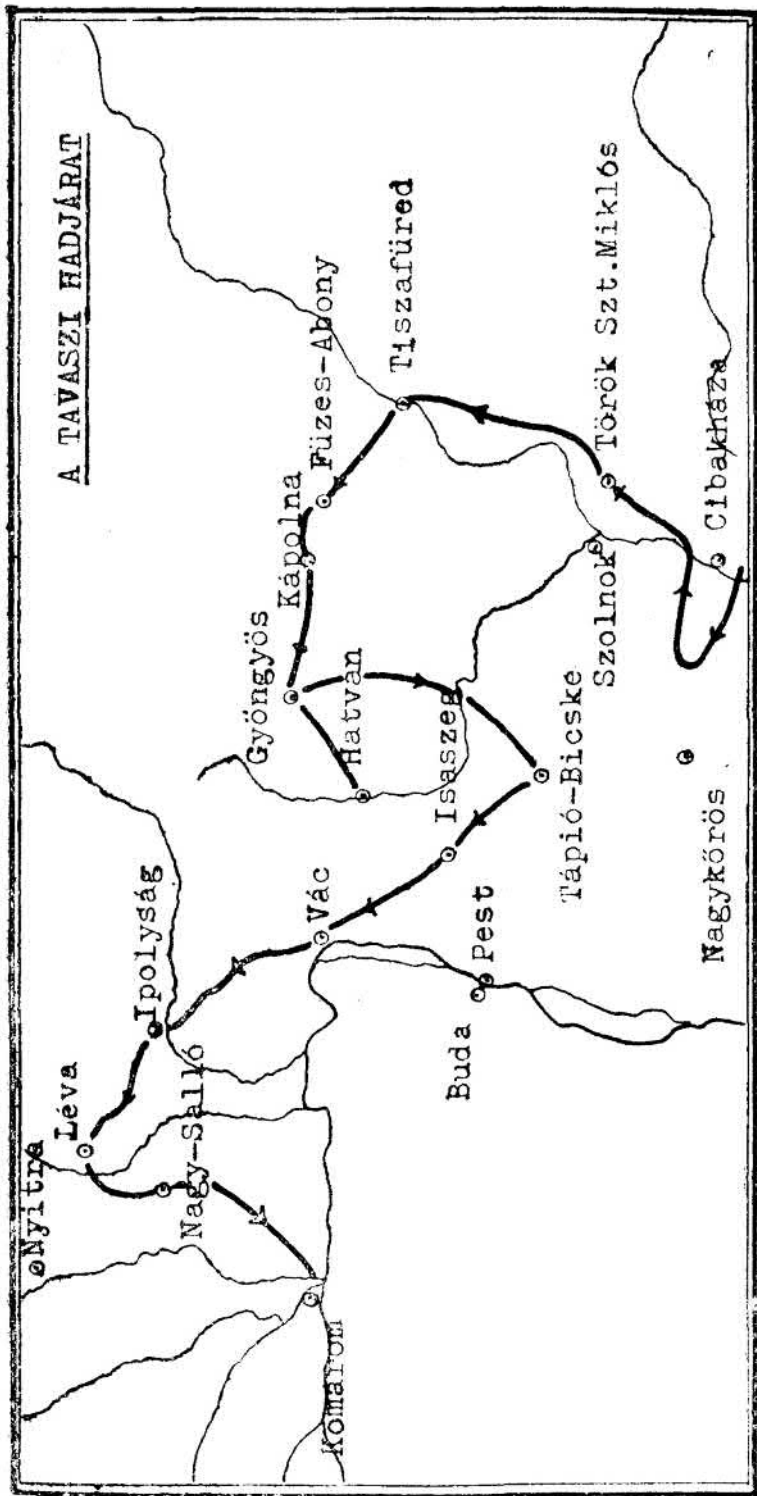 A TAVASZI HADJÁRAT
Nyitra
Léva
Ipolyság
Nagy-Salló
Komárom
Vác
Gyöngyös
Kápolna
Füzes-Abony
Hatvan
Tiszafüred
Isaszeg
Buda
Pest
Tápió-Bicske
Szolnok
Török Szt.Miklós
Nagykőrös
Cibakháza